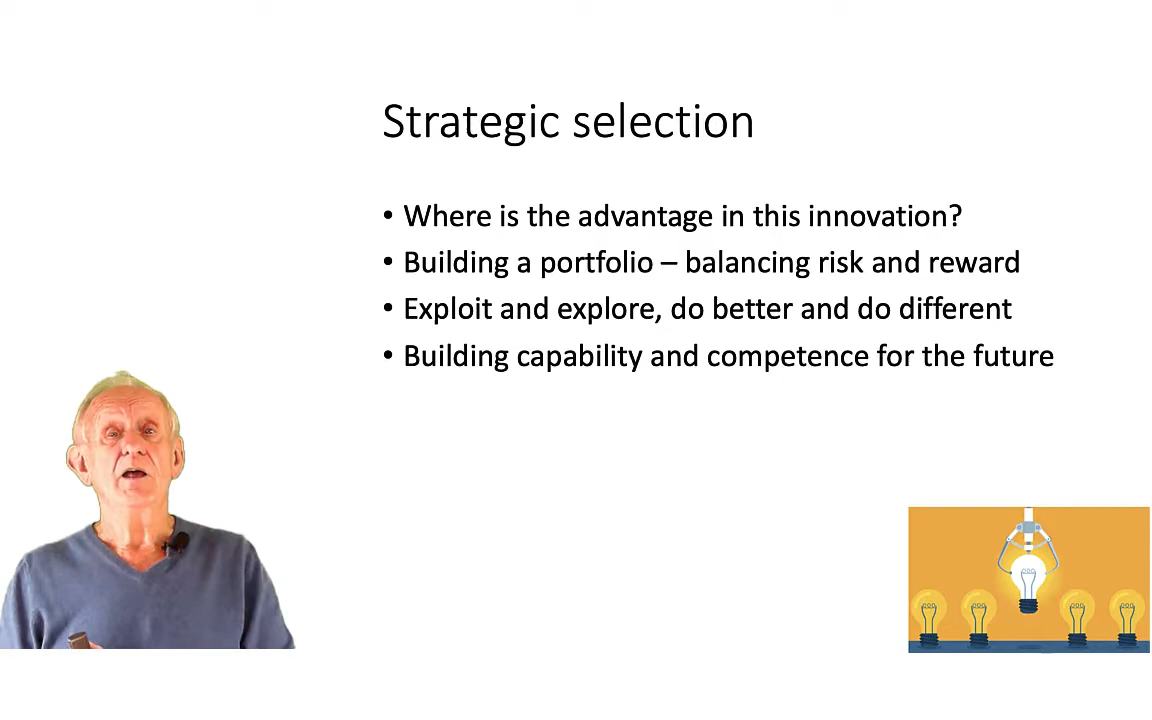 Strategic selection
• Where is the advantage in this innovation?
• Building a portfolio – balancing risk and reward
• Exploit and explore, do better and do different
• Building capability and competence for the future